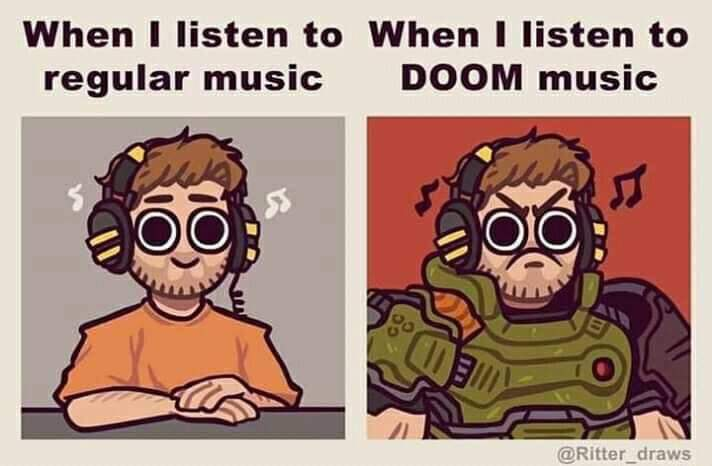 When I listen to
regular music
When I listen to
DOOM music
@Ritter_draws